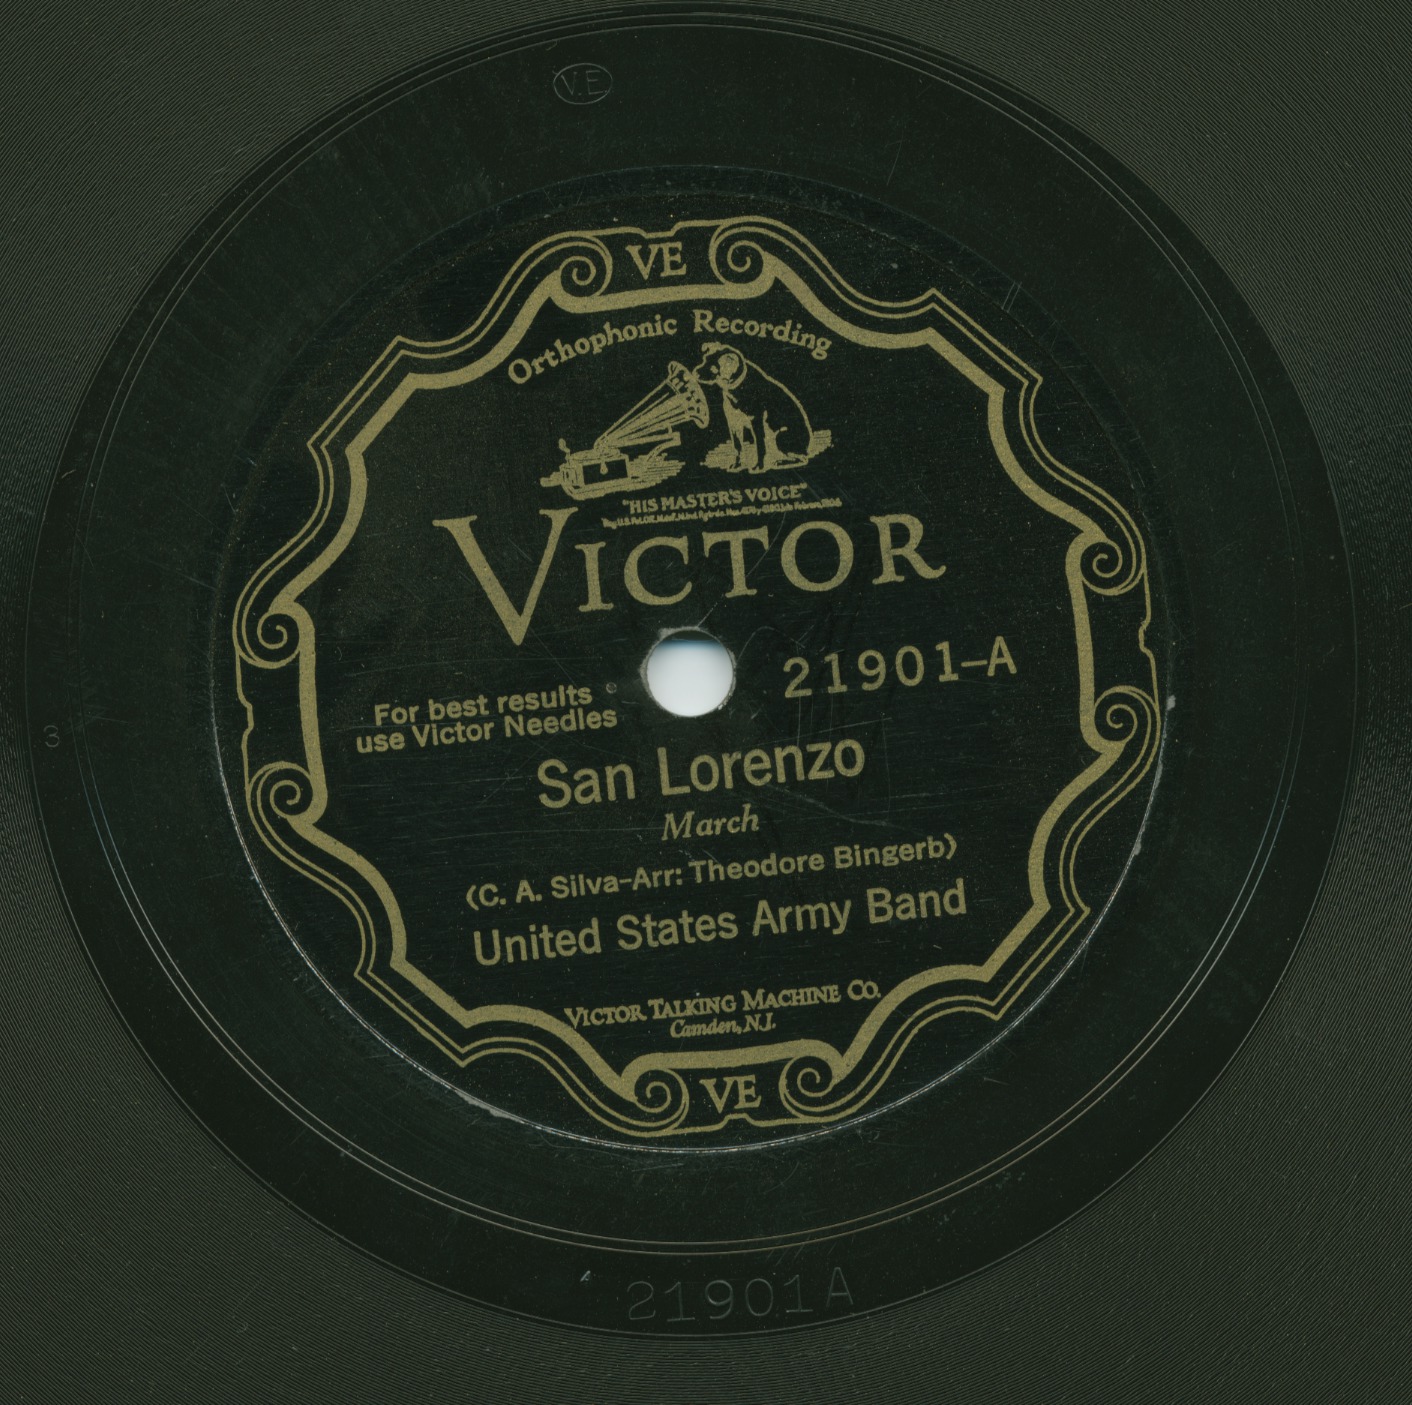 V.E
VE
Orthophonic Recording
"HIS MASTER'S VOICE"
VICTOR
21901-A
For best results
use Victor Needles
San Lorenzo
March
(C. A. Silva-Arr: Theodore Bingerb)
United States Army Band
VICTOR TALKING MACHINE CO.
Camden, N.J.
VE
3
21901A